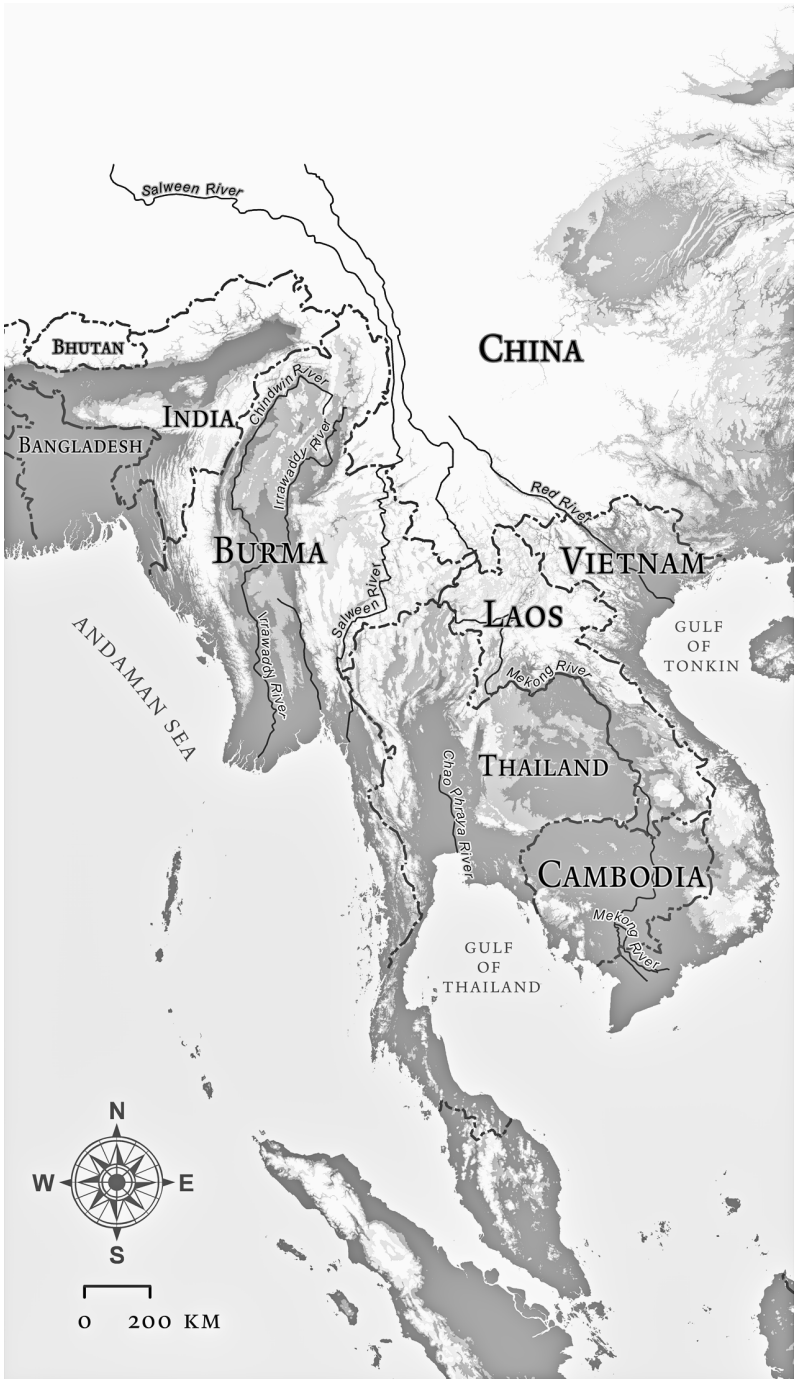 Salween River
CHINA
BHUTAN
Chindwin River
INDIA
BANGLADESH
Irrawaddy River
Red River
BURMA
VIETNAM
Salween River
LAOS
Irrawaddy River
GULF
OF
TONKIN
ANDAMAN SEA
Mekong River
THAILAND
Chao Phraya River
CAMBODIA
Mekong
River
GULF
OF
THAILAND
N
W
E
S
0 200 KM